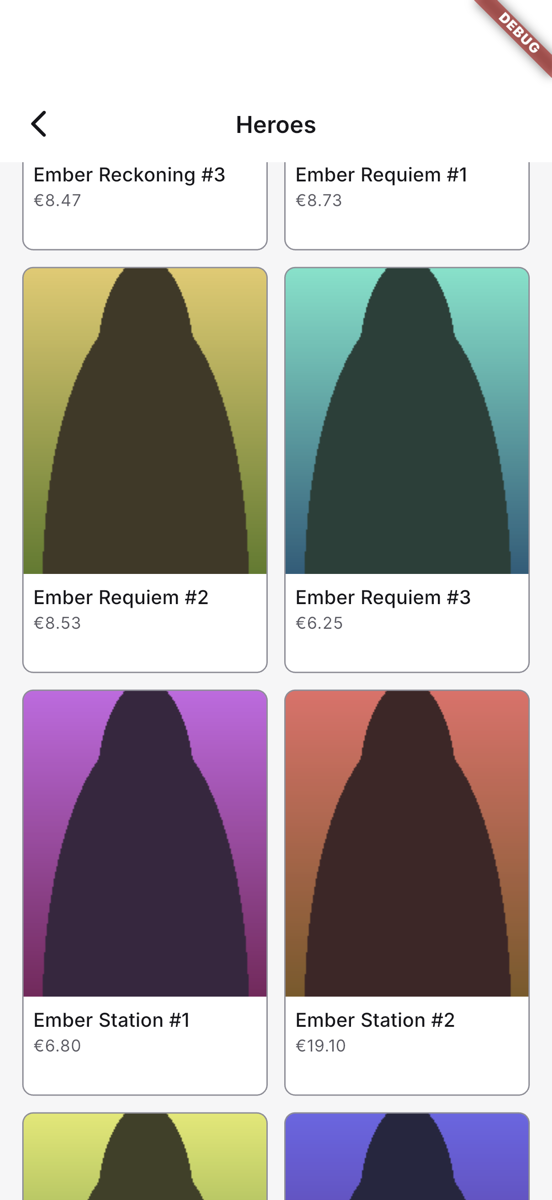 DEBUG
Heroes
Ember Reckoning #3
€8.47
Ember Requiem #1
€8.73
Ember Requiem #2
€8.53
Ember Requiem #3
€6.25
Ember Station #1
€6.80
Ember Station #2
€19.10